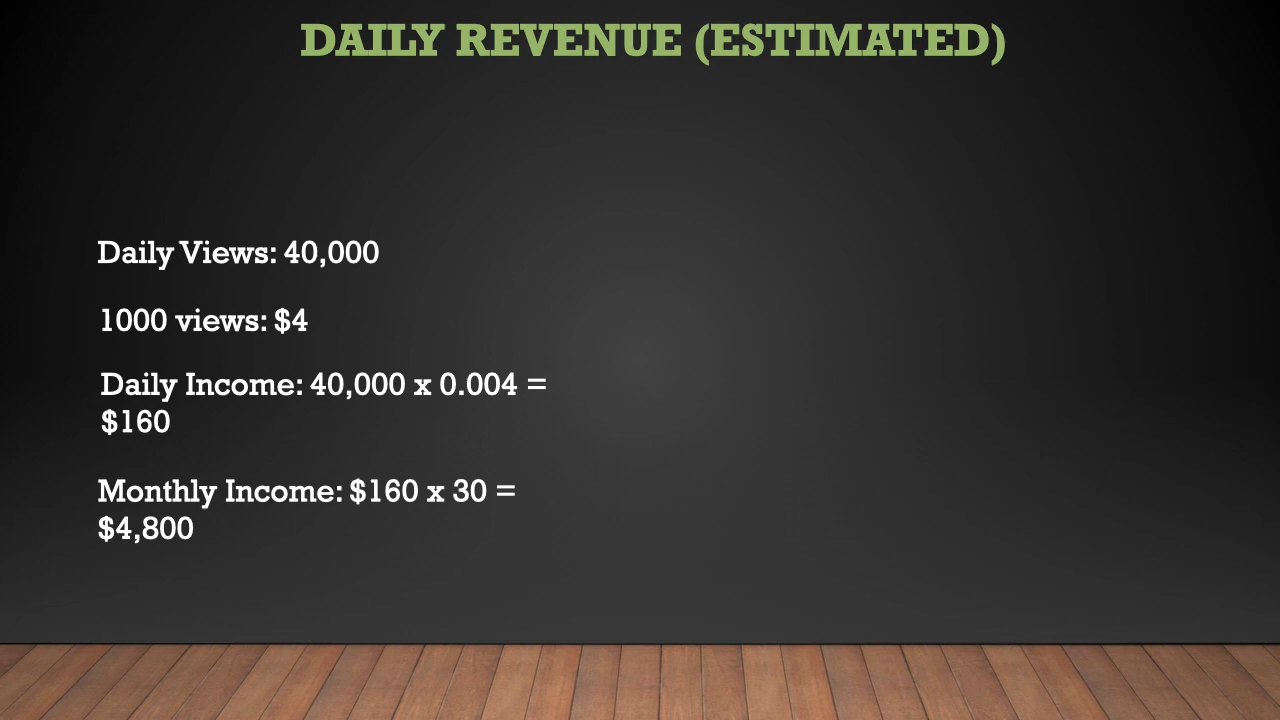 DAILY REVENUE (ESTIMATED)
Daily Views: 40,000
1000 views: $4
Daily Income: 40,000 x 0.004 =
$160
Monthly Income: $160 x 30 =
$4,800